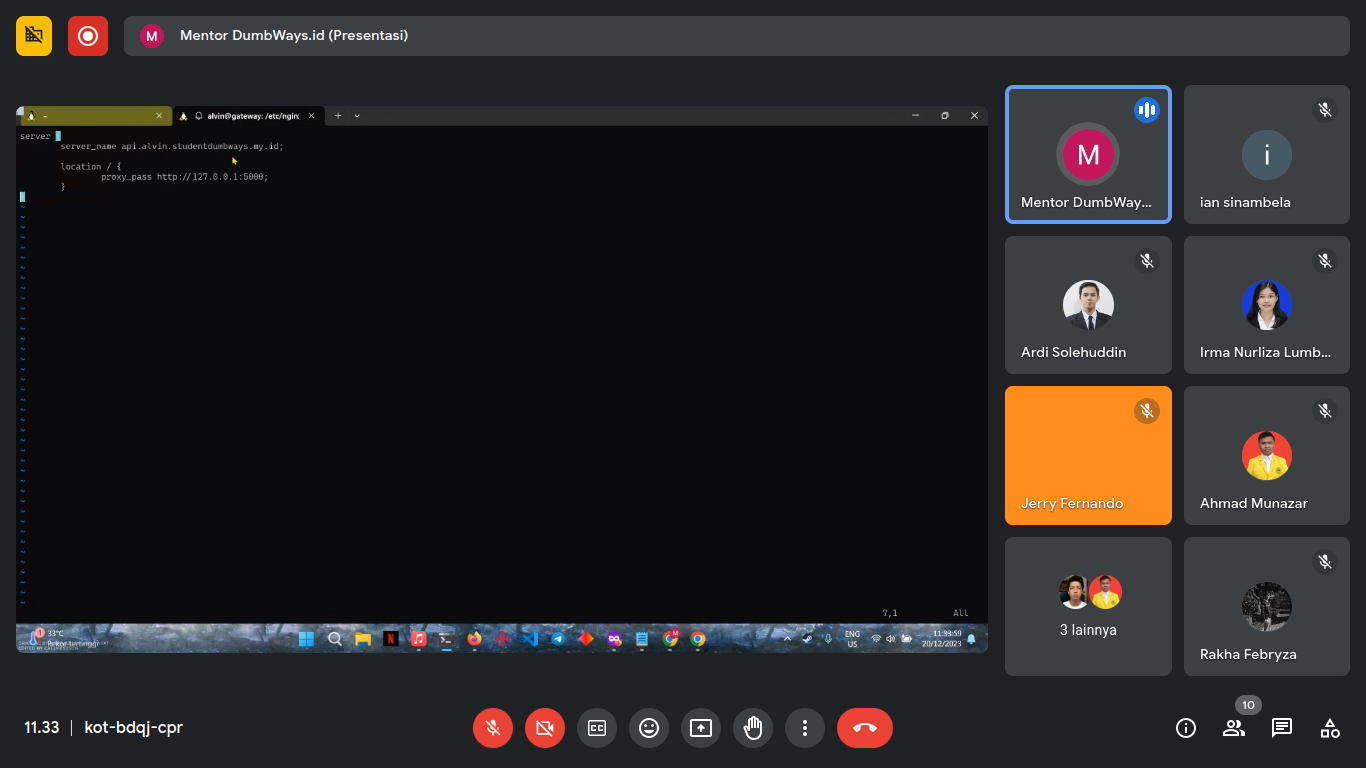 M Mentor DumbWays.id (Presentasi)
~
alvin@gateway: /etc/ngin:
server {
server_name api.alvin.studentdumbways.my.id;
location / {
proxy_pass http://127.0.0.1:5000;
}
}
7,1 All
1
33°C
ENG
US
11:33:59
20/12/2023
M
Mentor DumbWay...
i
ian sinambela
Ardi Solehuddin
Irma Nurliza Lumb...
Jerry Fernando
Ahmad Munazar
3 lainnya
Rakha Febryza
11.33 | kot-bdqj-cpr
CC
10